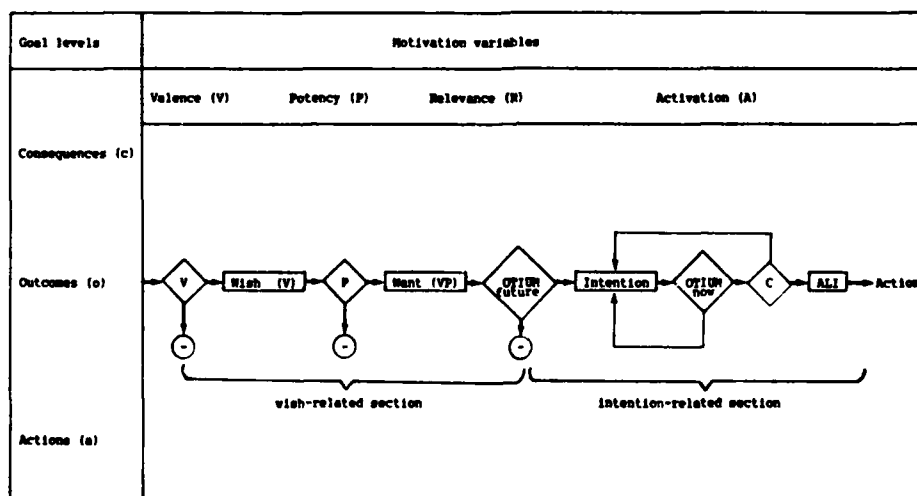 Goal levels
Motivation variables
Valence (V)
Potency (P)
Relevance (R)
Activation (A)
Consequences (c)
Outcomes (o)
V
Wish (V)
P
Want (VP)
OTIUM
future
Intention
OTIUM
now
C
ALI
Action
-
-
-
wish-related section
intention-related section
Actions (a)